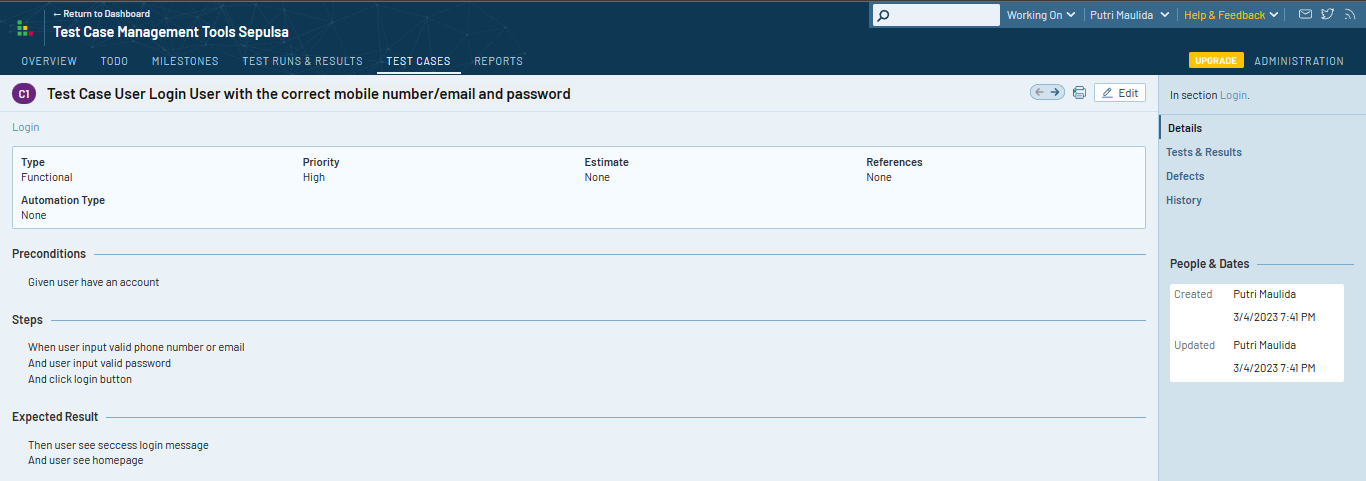 ← Return to Dashboard
Test Case Management Tools Sepulsa
Working On
Putri Maulida
Help & Feedback
OVERVIEW
TODO
MILESTONES
TEST RUNS & RESULTS
TEST CASES
REPORTS
UPGRADE
ADMINISTRATION
C1
Test Case User Login User with the correct mobile number/email and password
Edit
Login
Type
Functional
Priority
High
Estimate
None
References
None
Automation Type
None
Preconditions
Given user have an account
Steps
When user input valid phone number or email
And user input valid password
And click login button
Expected Result
Then user see seccess login message
And user see homepage
In section Login.
Details
Tests & Results
Defects
History
People & Dates
Created Putri Maulida
3/4/2023 7:41 PM
Updated Putri Maulida
3/4/2023 7:41 PM